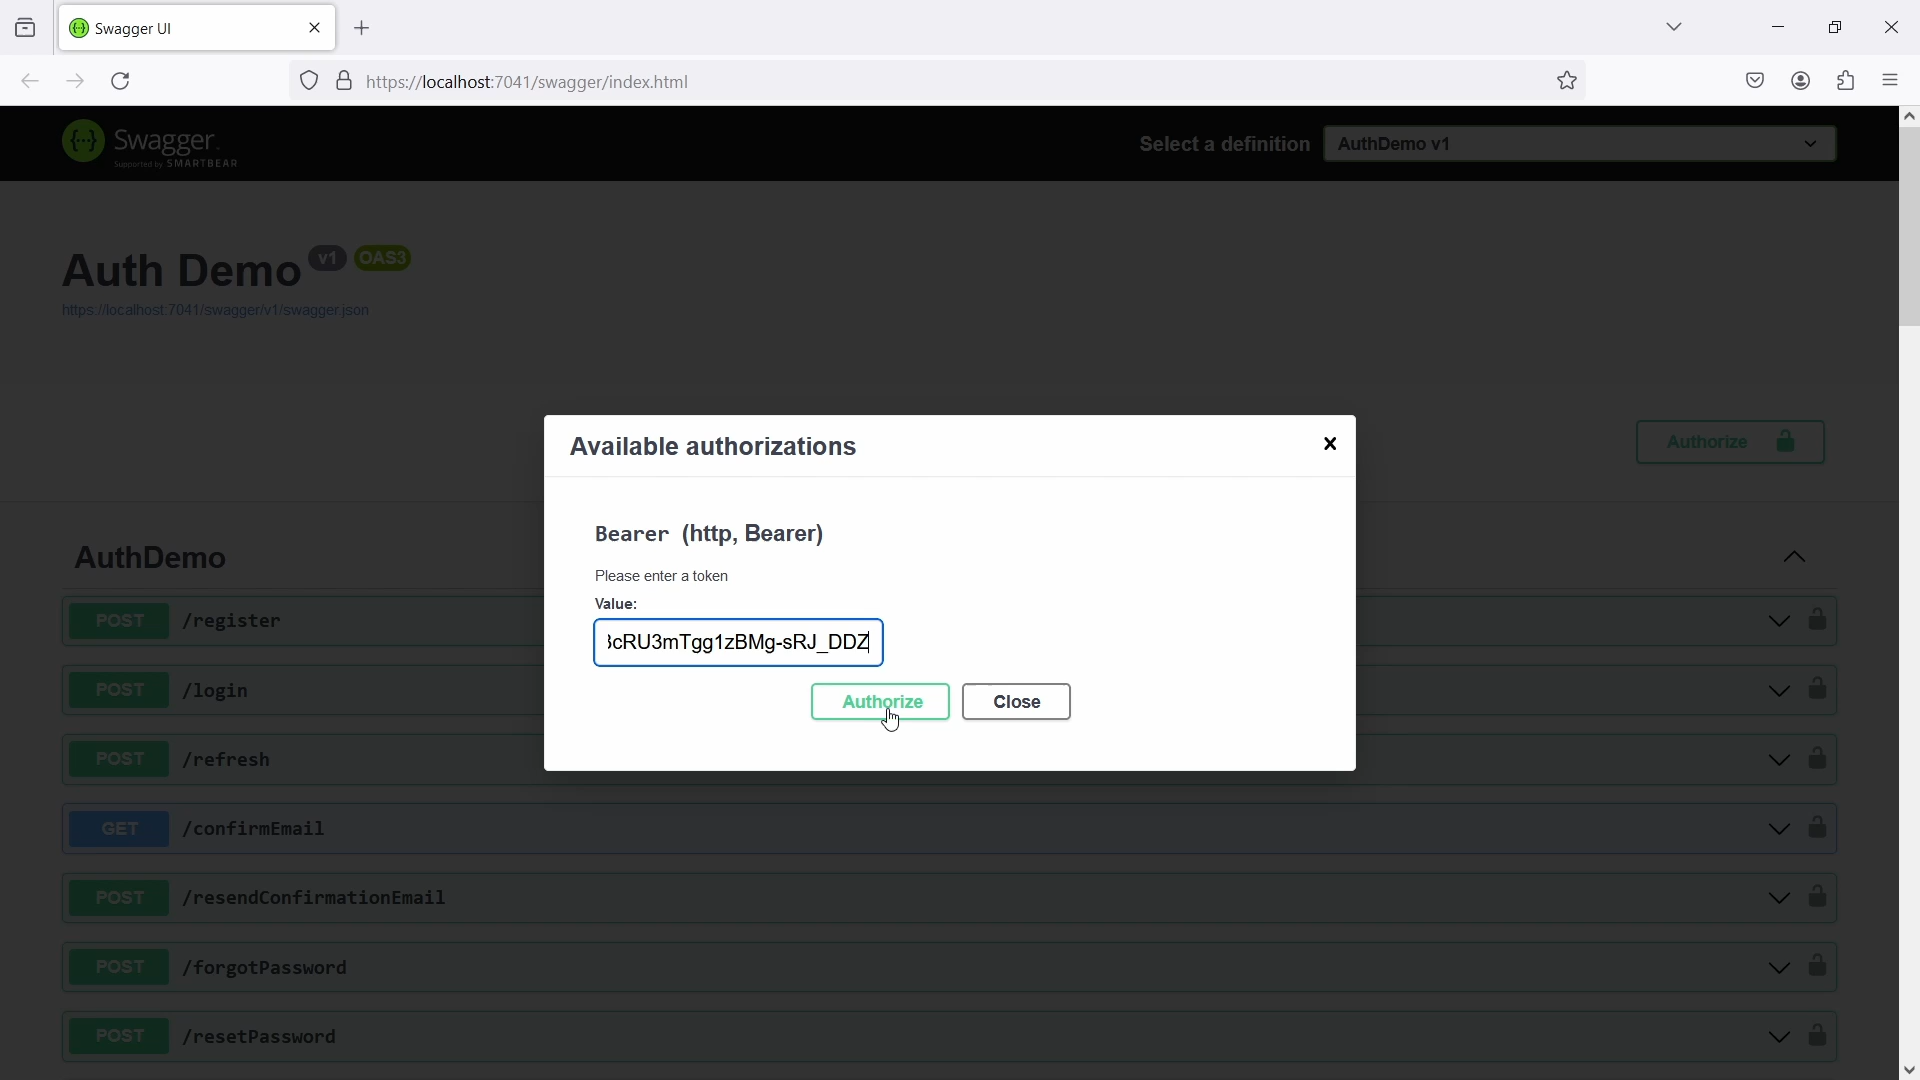 Swagger UI
https://localhost:7041/swagger/index.html
Swagger.
Supported by SMARTBEAR
Select a definition
AuthDemo v1
Auth Demo v1 OAS3
https://localhost:7041/swagger/v1/swagger.json
Authorize
Available authorizations
Bearer (http, Bearer)
Please enter a token
Value:
cRU3mTgg1zBMg-sRJ_DDZ
Authorize
Close
AuthDemo
POST /register
POST /login
POST /refresh
GET /confirmEmail
POST /resendConfirmationEmail
POST /forgotPassword
POST /resetPassword